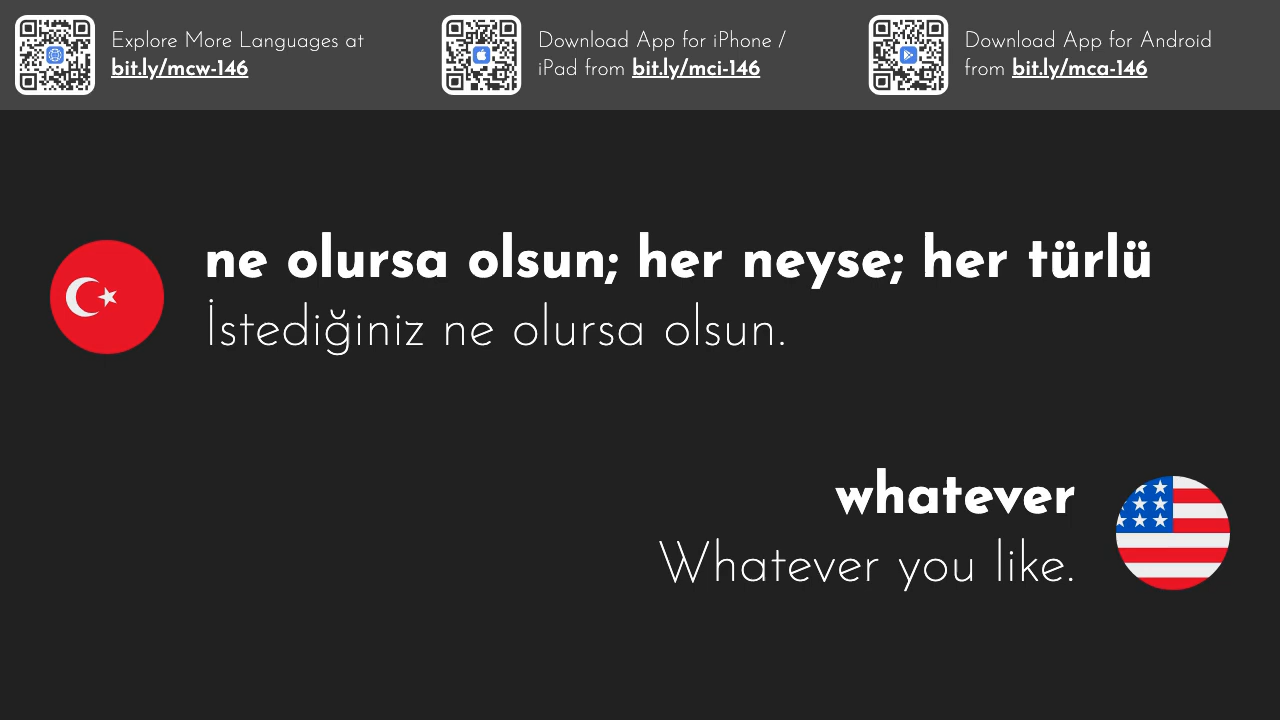 Explore More Languages at
bit.ly/mcw-146
Download App for iPhone /
iPad from bit.ly/mci-146
Download App for Android
from bit.ly/mca-146
ne olursa olsun; her neyse; her türlü
İstediğiniz ne olursa olsun.
whatever
Whatever you like.